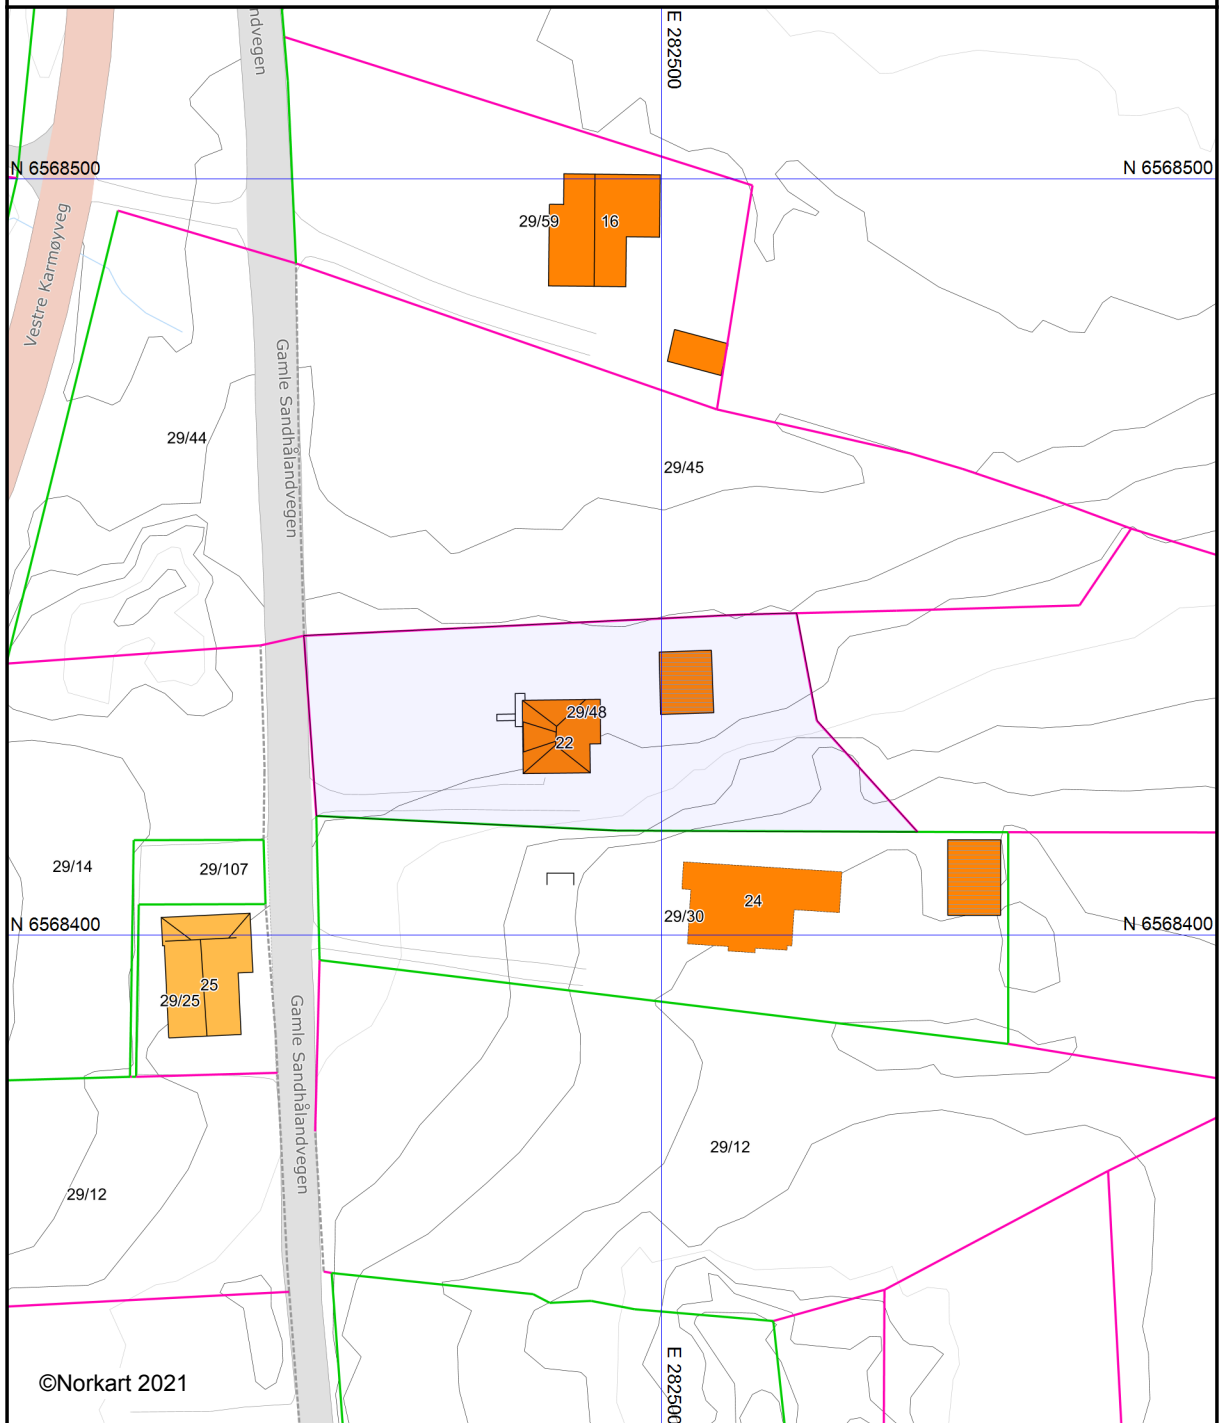 ndvegen
E 282500
N 6568500
N 6568500
29/59
16
Vestre Karmøyveg
Gamle Sandhålandvegen
29/44
29/45
29/48
22
29/14
29/107
24
29/30
N 6568400
N 6568400
25
29/25
Gamle Sandhålandvegen
29/12
29/12
E 282500
©Norkart 2021